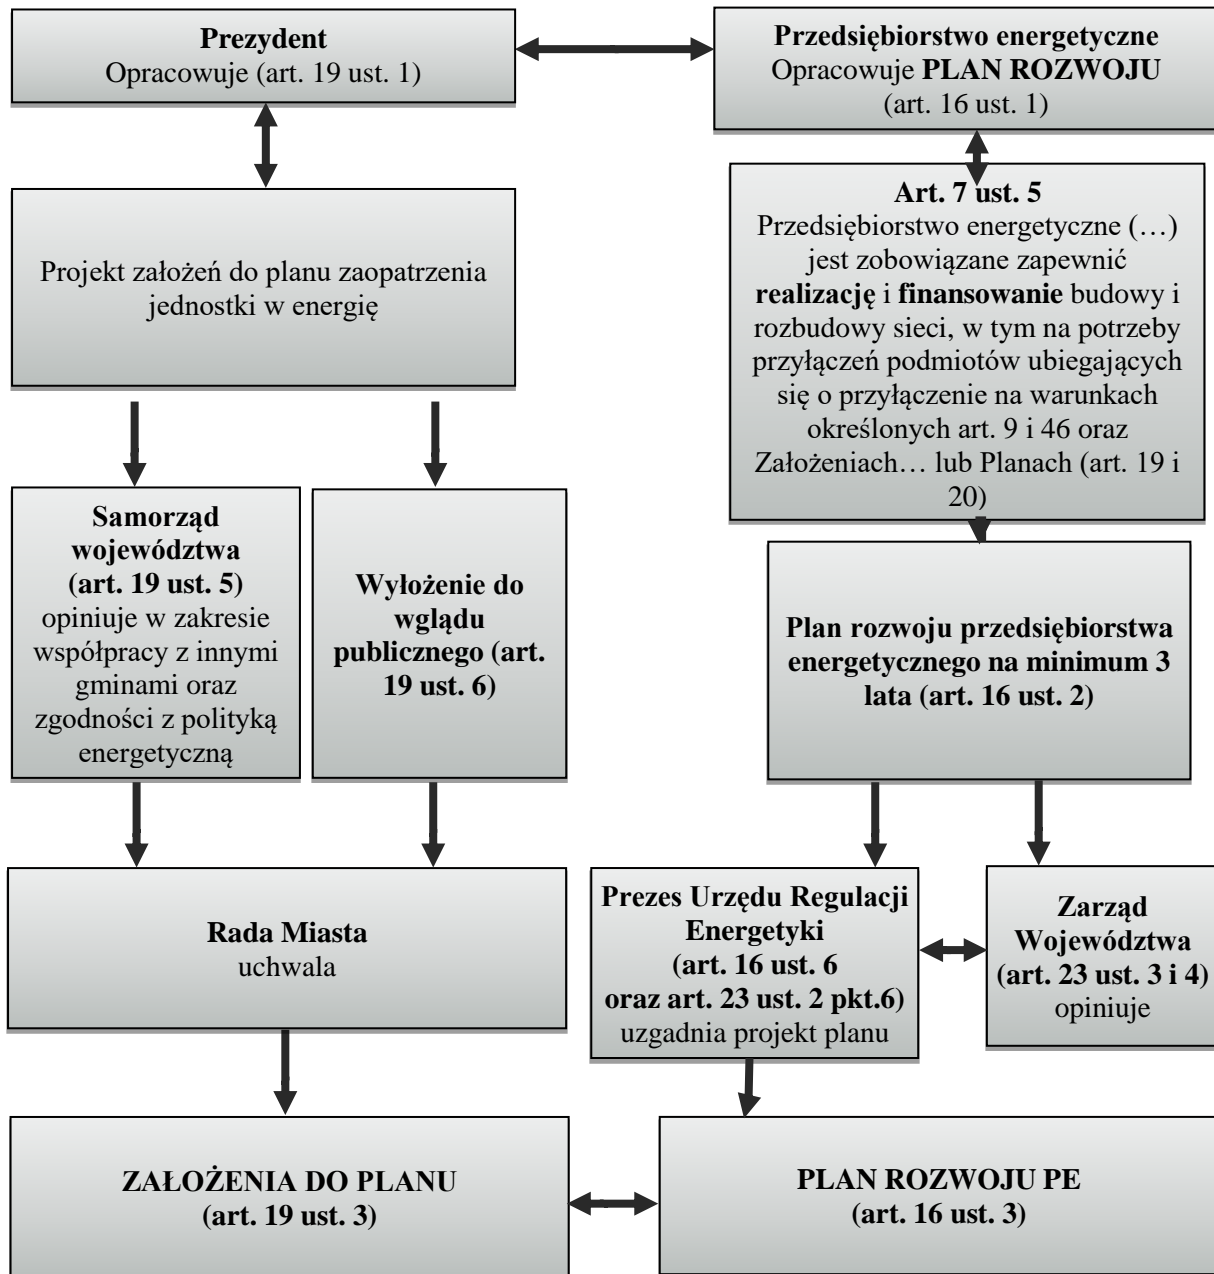 Prezydent
Opracowuje (art. 19 ust. 1)
Przedsiębiorstwo energetyczne
Opracowuje PLAN ROZWOJU
(art. 16 ust. 1)
Projekt założeń do planu zaopatrzenia
jednostki w energię
Art. 7 ust. 5
Przedsiębiorstwo energetyczne (…)
jest zobowiązane zapewnić
realizację i finansowanie budowy i
rozbudowy sieci, w tym na potrzeby
przyłączeń podmiotów ubiegających
się o przyłączenie na warunkach
określonych art. 9 i 46 oraz
Założeniach… lub Planach (art. 19 i
20)
Samorząd
województwa
(art. 19 ust. 5)
opiniuje w zakresie
współpracy z innymi
gminami oraz
zgodności z polityką
energetyczną
Wyłożenie do
wglądu
publicznego (art.
19 ust. 6)
Plan rozwoju przedsiębiorstwa
energetycznego na minimum 3
lata (art. 16 ust. 2)
Rada Miasta
uchwala
Prezes Urzędu Regulacji
Energetyki
(art. 16 ust. 6
oraz art. 23 ust. 2 pkt.6)
uzgadnia projekt planu
Zarząd
Województwa
(art. 23 ust. 3 i 4)
opiniuje
ZAŁOŻENIA DO PLANU
(art. 19 ust. 3)
PLAN ROZWOJU PE
(art. 16 ust. 3)